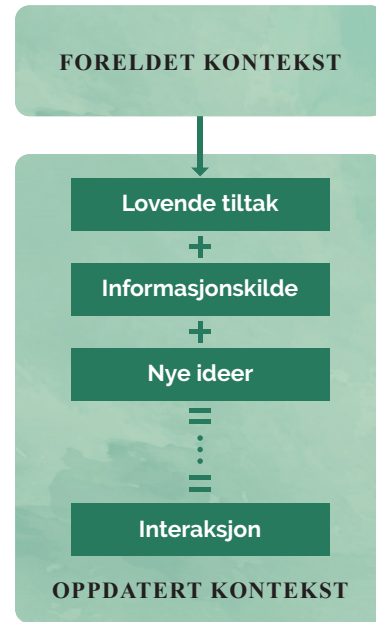 FORELDET KONTEKST
Lovende tiltak
+
Informasjonskilde
+
Nye ideer
=
⋮
=
Interaksjon
OPPDATERT KONTEKST